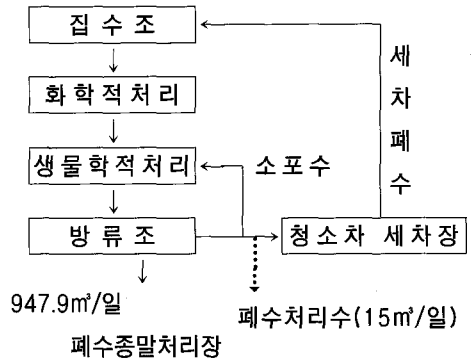 집수조
화학적처리
생물학적처리
소포수
세차폐수
방류조
청소차 세차장
947.9㎥/일
폐수처리수(15㎥/일)
폐수종말처리장